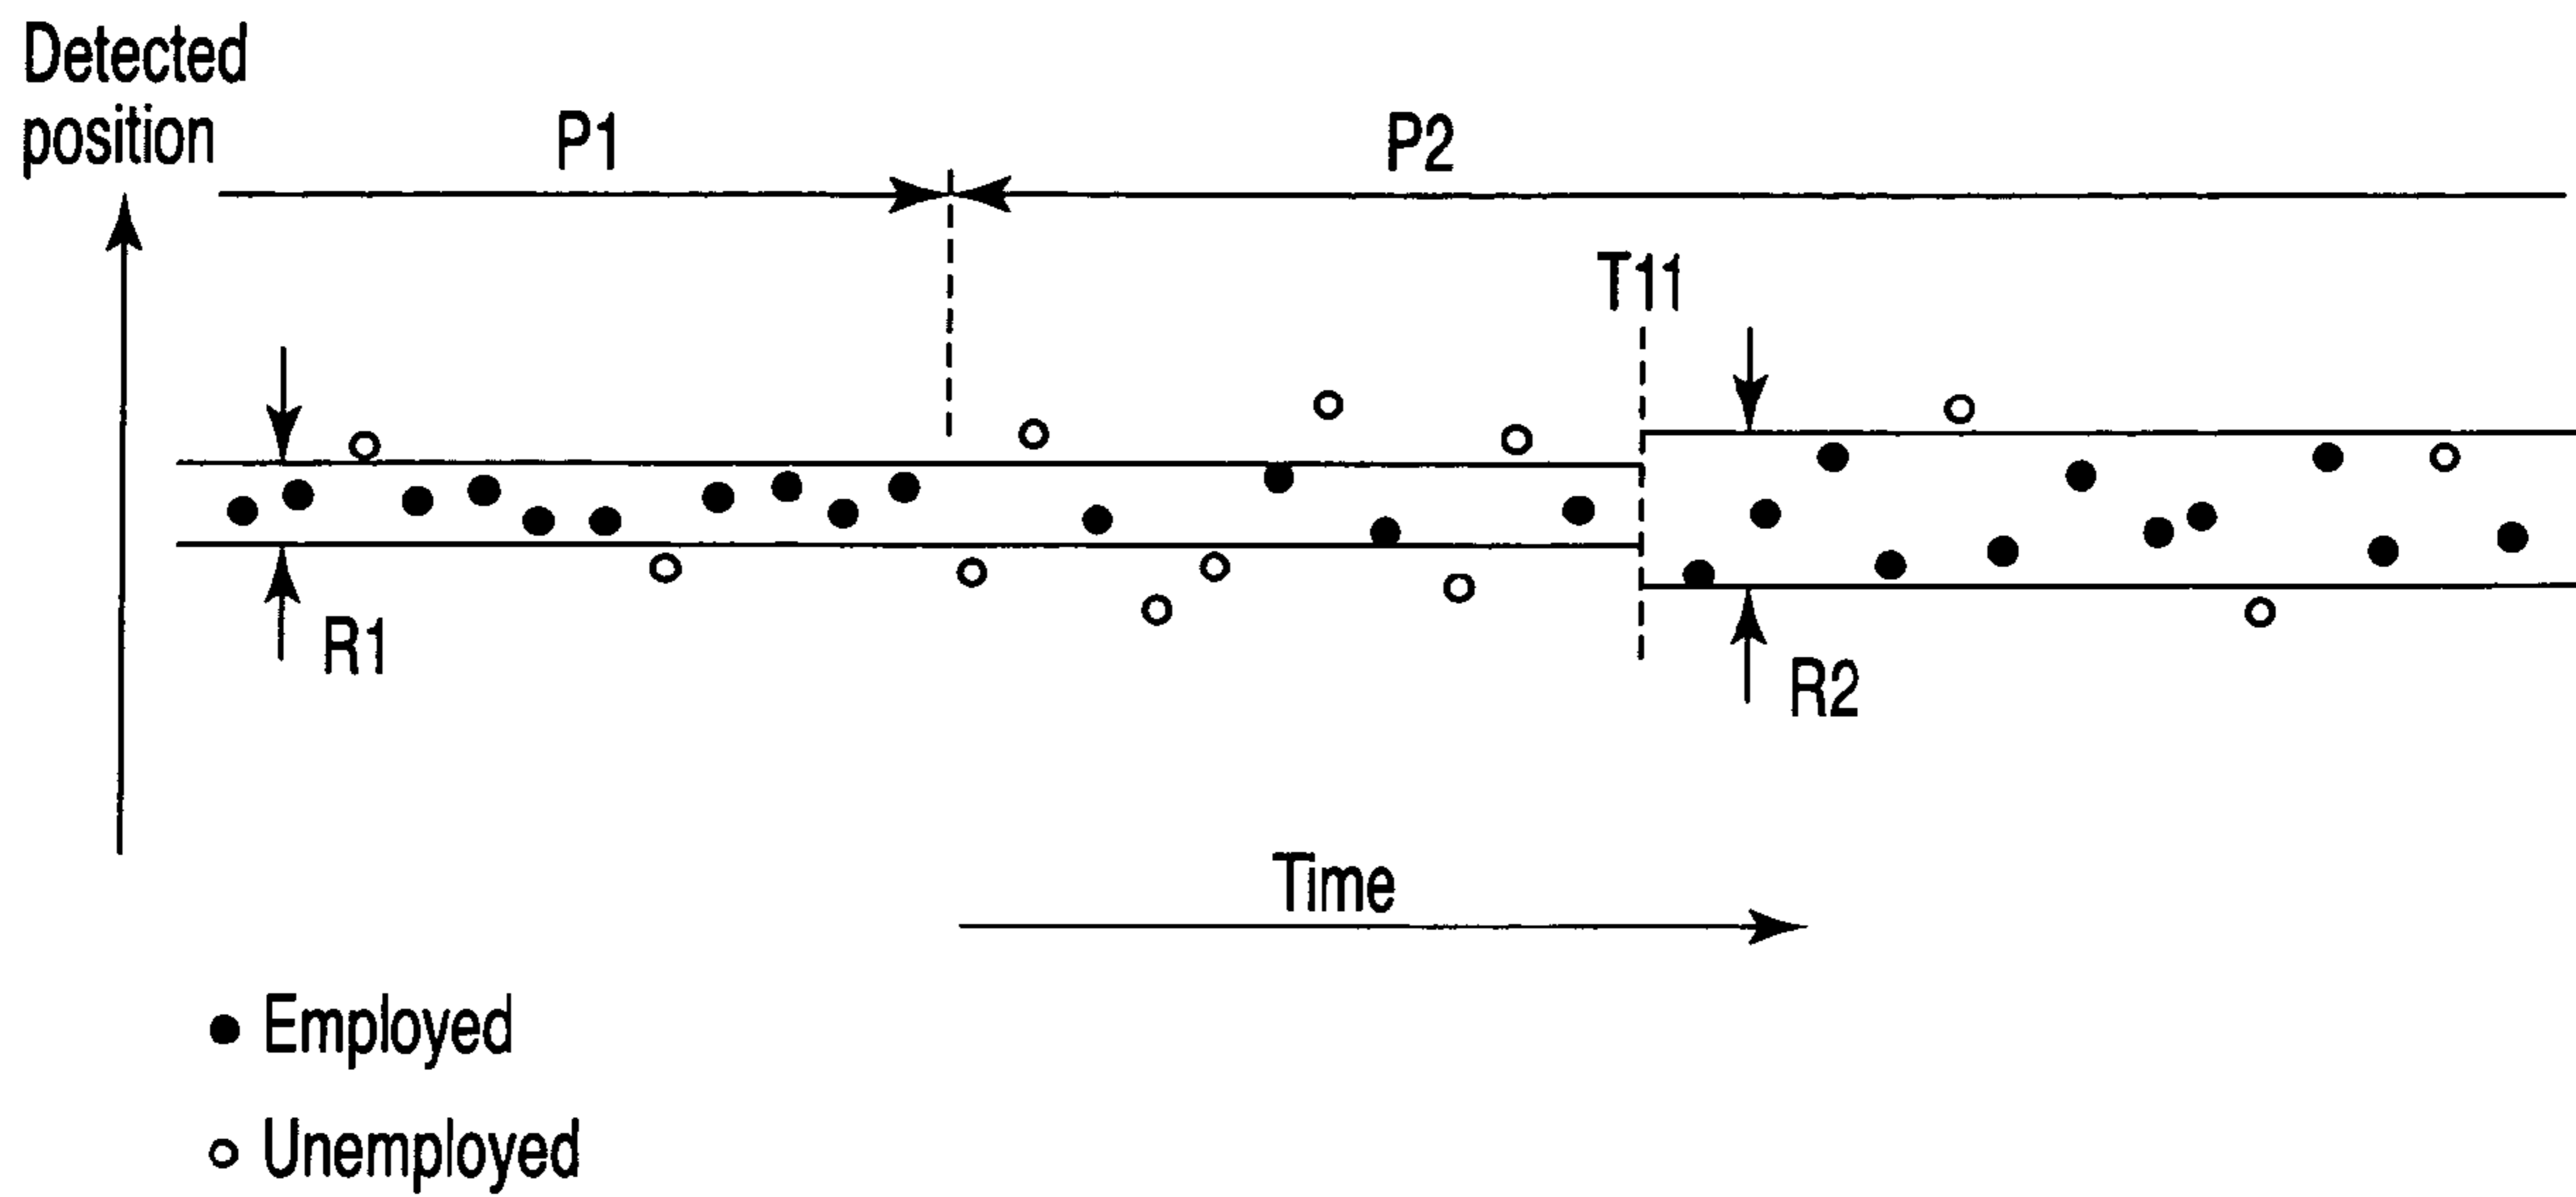 Detected
position
P1
P2
T11
R1
R2
Time
Employed
Unemployed